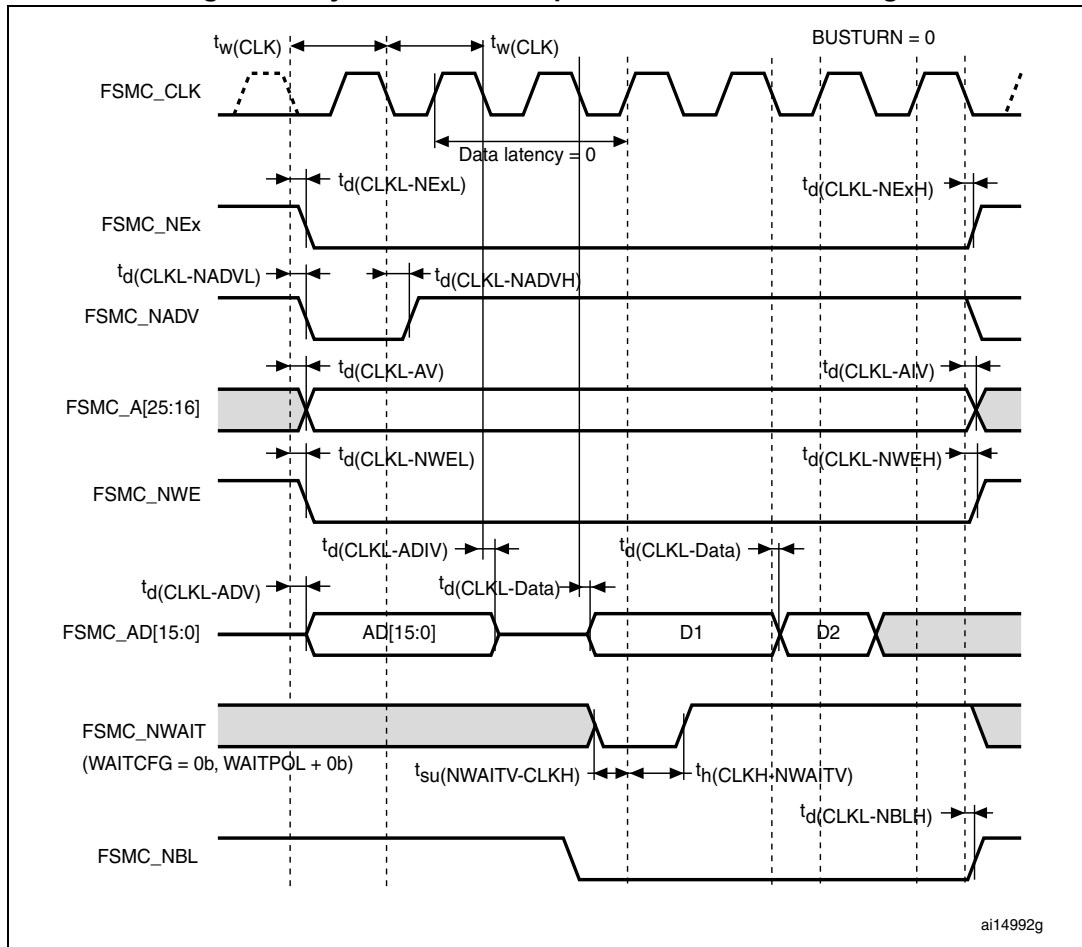 tw(CLK) tw(CLK) BUSTURN = 0
FSMC_CLK
Data latency = 0
td(CLKL-NExL) td(CLKL-NExH)
FSMC_NEx
td(CLKL-NADVL) td(CLKL-NADVH)
FSMC_NADV
td(CLKL-AV) td(CLKL-AIV)
FSMC_A[25:16]
td(CLKL-NWEL) td(CLKL-NWEH)
FSMC_NWE
td(CLKL-ADIV) td(CLKL-Data)
td(CLKL-ADV) td(CLKL-Data)
FSMC_AD[15:0] AD[15:0] D1 D2
FSMC_NWAIT
(WAITCFG = 0b, WAITPOL + 0b)
tsu(NWAITV-CLKH) th(CLKH-NWAITV)
td(CLKL-NBLH)
FSMC_NBL
ai14992g